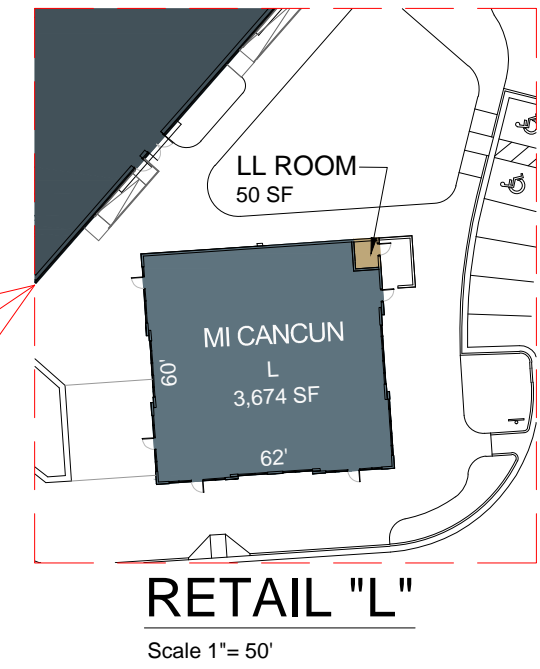 LL ROOM
50 SF
MI CANCUN
L
3,674 SF
60'
62'
RETAIL "L"
Scale 1"= 50'